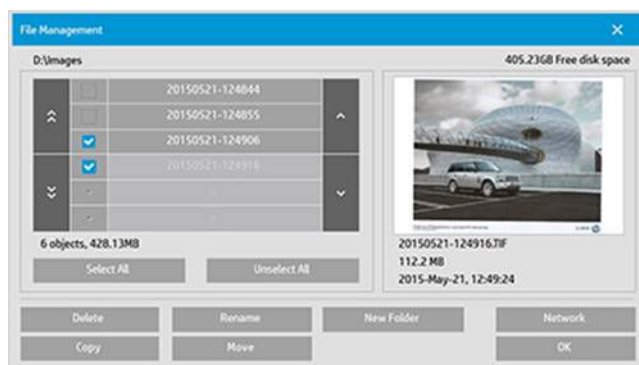 File Management
D:\Images
405.23GB Free disk space
20150521-124844
20150521-124855
20150521-124906
20150521-124916
6 objects, 428.13MB
Select All
Unselect All
20150521-124916.TIF
112.2 MB
2015-May-21, 12:49:24
Delete
Rename
New Folder
Network
Copy
Move
OK